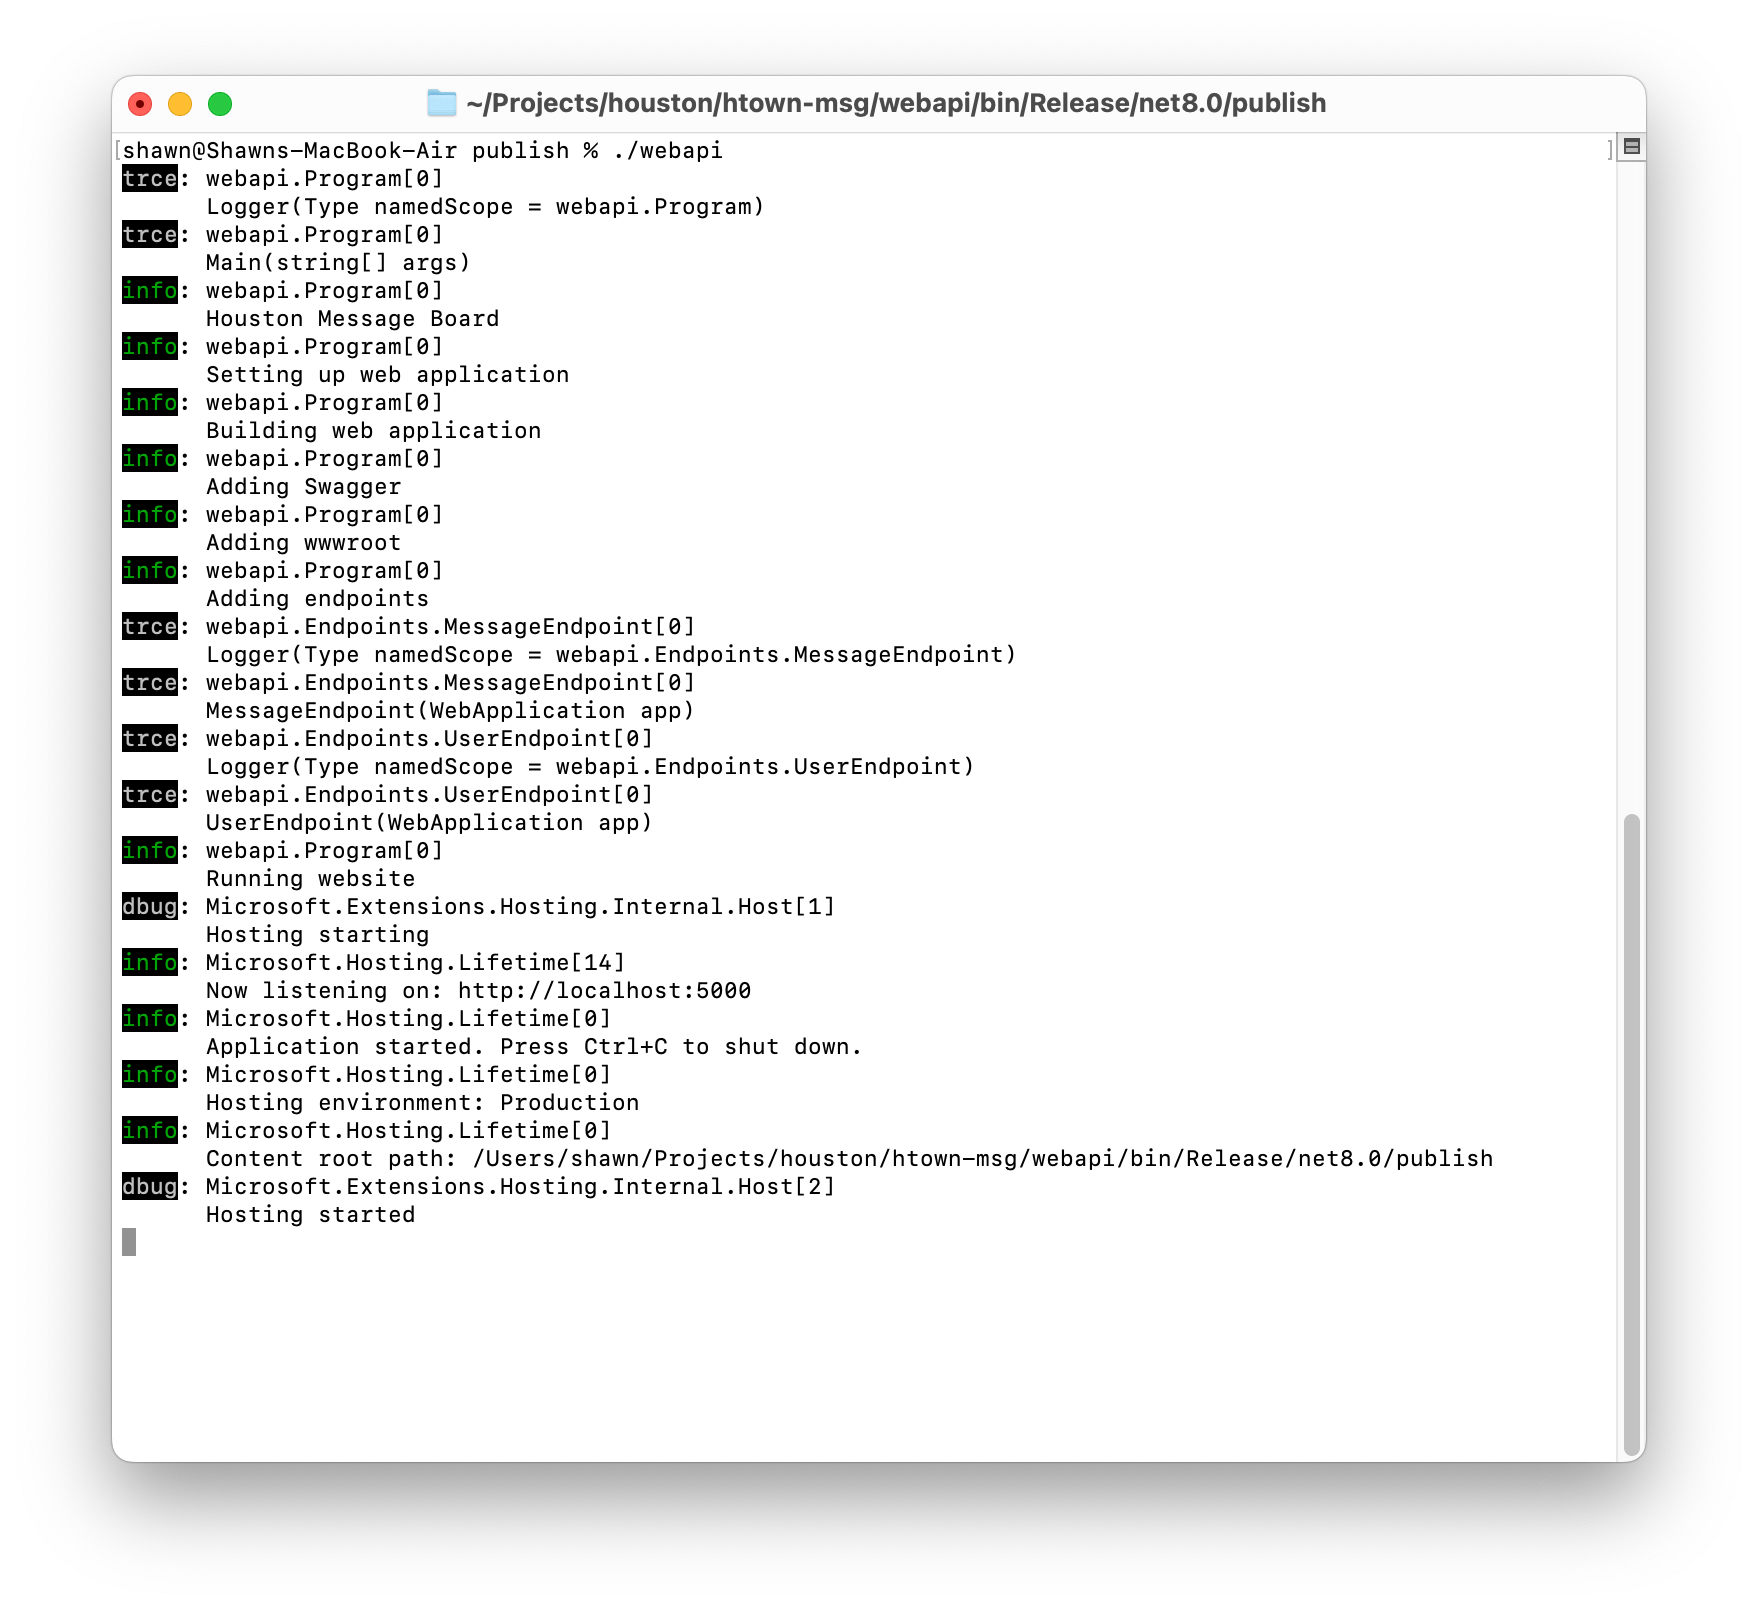 ~/Projects/houston/htown-msg/webapi/bin/Release/net8.0/publish
[shawn@Shawns-MacBook-Air publish % ./webapi ]
trce: webapi.Program[0]
      Logger(Type namedScope = webapi.Program)
trce: webapi.Program[0]
      Main(string[] args)
info: webapi.Program[0]
      Houston Message Board
info: webapi.Program[0]
      Setting up web application
info: webapi.Program[0]
      Building web application
info: webapi.Program[0]
      Adding Swagger
info: webapi.Program[0]
      Adding wwwroot
info: webapi.Program[0]
      Adding endpoints
trce: webapi.Endpoints.MessageEndpoint[0]
      Logger(Type namedScope = webapi.Endpoints.MessageEndpoint)
trce: webapi.Endpoints.MessageEndpoint[0]
      MessageEndpoint(WebApplication app)
trce: webapi.Endpoints.UserEndpoint[0]
      Logger(Type namedScope = webapi.Endpoints.UserEndpoint)
trce: webapi.Endpoints.UserEndpoint[0]
      UserEndpoint(WebApplication app)
info: webapi.Program[0]
      Running website
dbug: Microsoft.Extensions.Hosting.Internal.Host[1]
      Hosting starting
info: Microsoft.Hosting.Lifetime[14]
      Now listening on: http://localhost:5000
info: Microsoft.Hosting.Lifetime[0]
      Application started. Press Ctrl+C to shut down.
info: Microsoft.Hosting.Lifetime[0]
      Hosting environment: Production
info: Microsoft.Hosting.Lifetime[0]
      Content root path: /Users/shawn/Projects/houston/htown-msg/webapi/bin/Release/net8.0/publish
dbug: Microsoft.Extensions.Hosting.Internal.Host[2]
      Hosting started